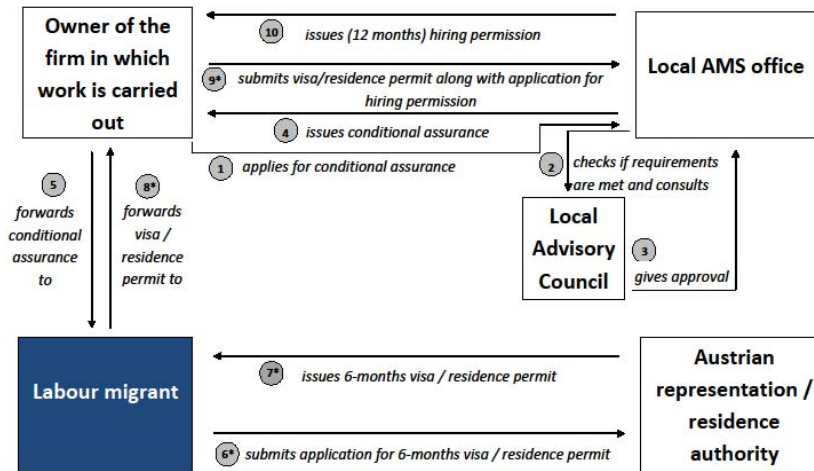 Owner of the
firm in which
work is carried
out
10
issues (12 months) hiring permission
9*
submits visa/residence permit along with application for
hiring permission
4
issues conditional assurance
1
applies for conditional assurance
Local AMS office
2
checks if requirements
are met and consults
Local
Advisory
Council
3
gives approval
5
forwards
conditional
assurance
to
8*
forwards
visa /
residence
permit to
Labour migrant
7*
issues 6-months visa / residence permit
6*
submits application for 6-months visa / residence permit
Austrian
representation /
residence
authority